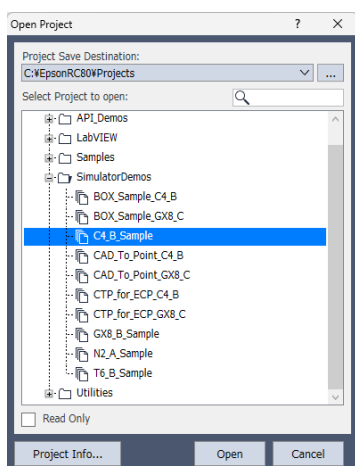 Open Project ? ×
Project Save Destination:
C:¥EpsonRC80¥Projects ...
Select Project to open:
API_Demos
LabVIEW
Samples
SimulatorDemos
BOX_Sample_C4_B
BOX_Sample_GX8_C
C4_B_Sample
CAD_To_Point_C4_B
CAD_To_Point_GX8_C
CTP_for_ECP_C4_B
CTP_for_ECP_GX8_C
GX8_B_Sample
N2_A_Sample
T6_B_Sample
Utilities
Read Only
Project Info... Open Cancel